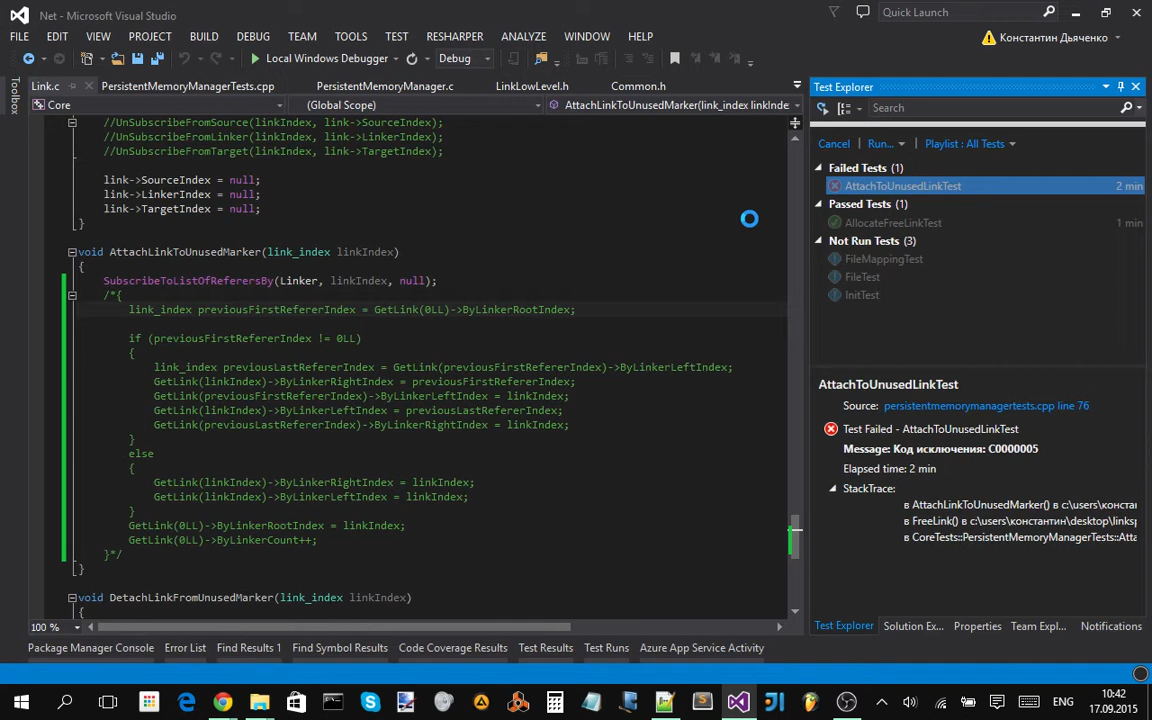 Net - Microsoft Visual Studio
Quick Launch
FILE EDIT VIEW PROJECT BUILD DEBUG TEAM TOOLS TEST RESHARPER ANALYZE WINDOW HELP
Константин Дьяченко
Local Windows Debugger Debug
Toolbox
Link.c PersistentMemoryManagerTests.cpp PersistentMemoryManager.c LinkLowLevel.h Common.h
Core (Global Scope) AttachLinkToUnusedMarker(link_index linkInde
//UnSubscribeFromSource(linkIndex, link->SourceIndex);
//UnSubscribeFromLinker(linkIndex, link->LinkerIndex);
//UnSubscribeFromTarget(linkIndex, link->TargetIndex);
link->SourceIndex = null;
link->LinkerIndex = null;
link->TargetIndex = null;
}
void AttachLinkToUnusedMarker(link_index linkIndex)
{
SubscribeToListOfReferersBy(Linker, linkIndex, null);
/*{
link_index previousFirstRefererIndex = GetLink(0LL)->ByLinkerRootIndex;
if (previousFirstRefererIndex != 0LL)
{
link_index previousLastRefererIndex = GetLink(previousFirstRefererIndex)->ByLinkerLeftIndex;
GetLink(linkIndex)->ByLinkerRightIndex = previousFirstRefererIndex;
GetLink(previousFirstRefererIndex)->ByLinkerLeftIndex = linkIndex;
GetLink(linkIndex)->ByLinkerLeftIndex = previousLastRefererIndex;
GetLink(previousLastRefererIndex)->ByLinkerRightIndex = linkIndex;
}
else
{
GetLink(linkIndex)->ByLinkerRightIndex = linkIndex;
GetLink(linkIndex)->ByLinkerLeftIndex = linkIndex;
}
GetLink(0LL)->ByLinkerRootIndex = linkIndex;
GetLink(0LL)->ByLinkerCount++;
}*/
}
void DetachLinkFromUnusedMarker(link_index linkIndex)
{
100 %
Test Explorer
Search
Cancel Run... Playlist : All Tests
Failed Tests (1)
AttachToUnusedLinkTest 2 min
Passed Tests (1)
AllocateFreeLinkTest 1 min
Not Run Tests (3)
FileMappingTest
FileTest
InitTest
AttachToUnusedLinkTest
Source: persistentmemorymanagertests.cpp line 76
Test Failed - AttachToUnusedLinkTest
Message: Код исключения: C0000005
Elapsed time: 2 min
StackTrace:
в AttachLinkToUnusedMarker() в c:\users\конста
в FreeLink() в c:\users\константин\desktop\linksp
в CoreTests::PersistentMemoryManagerTests::Atta
Test Explorer Solution Ex... Properties Team Expl... Notifications
Package Manager Console Error List Find Results 1 Find Symbol Results Code Coverage Results Test Results Test Runs Azure App Service Activity
ENG
10:42
17.09.2015